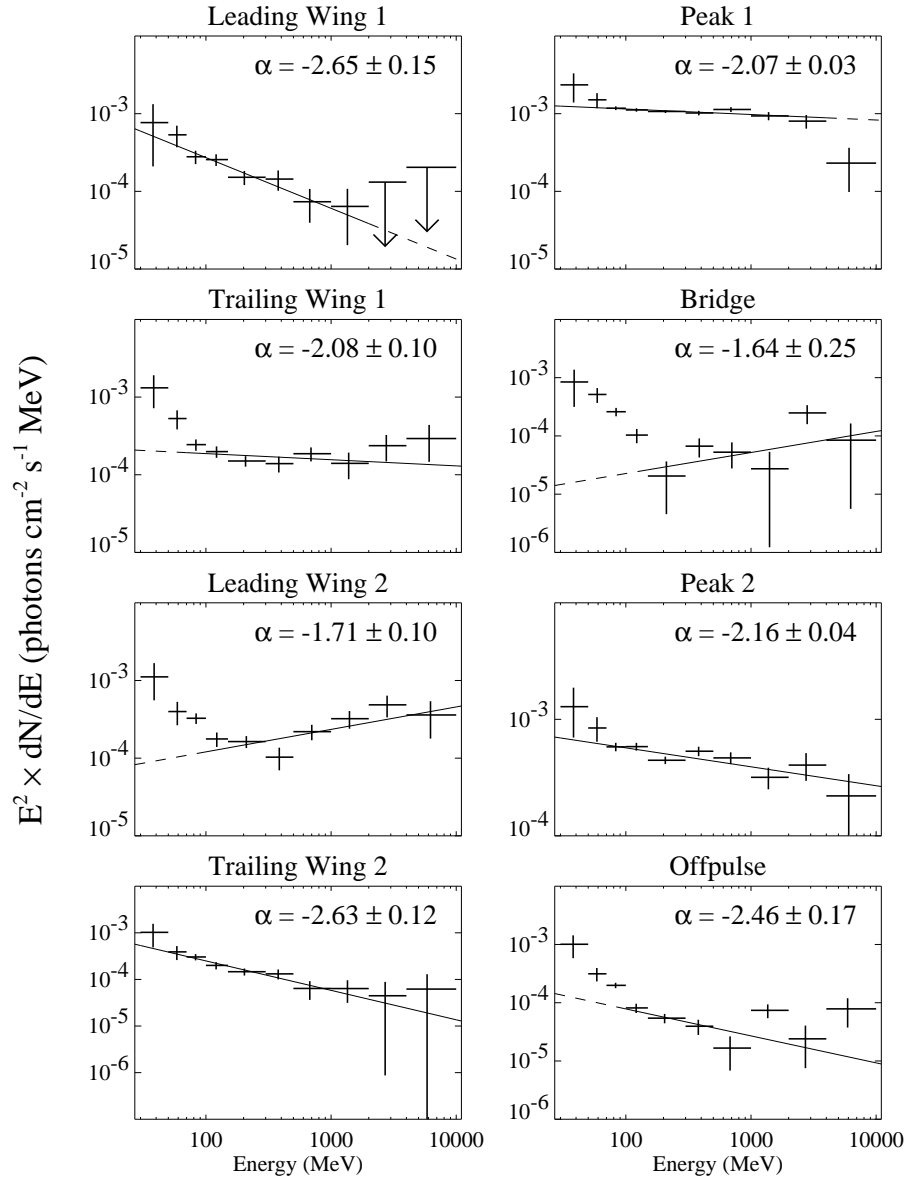 Leading Wing 1
α = -2.65 ± 0.15
10-3
10-4
10-5
Peak 1
α = -2.07 ± 0.03
10-3
10-4
10-5
Trailing Wing 1
α = -2.08 ± 0.10
10-3
10-4
10-5
Bridge
α = -1.64 ± 0.25
10-3
10-4
10-5
10-6
Leading Wing 2
α = -1.71 ± 0.10
10-3
10-4
10-5
Peak 2
α = -2.16 ± 0.04
10-3
10-4
Trailing Wing 2
α = -2.63 ± 0.12
10-3
10-4
10-5
10-6
100 1000 10000
Energy (MeV)
Offpulse
α = -2.46 ± 0.17
10-3
10-4
10-5
10-6
100 1000 10000
Energy (MeV)
E2 × dN/dE (photons cm-2 s-1 MeV)